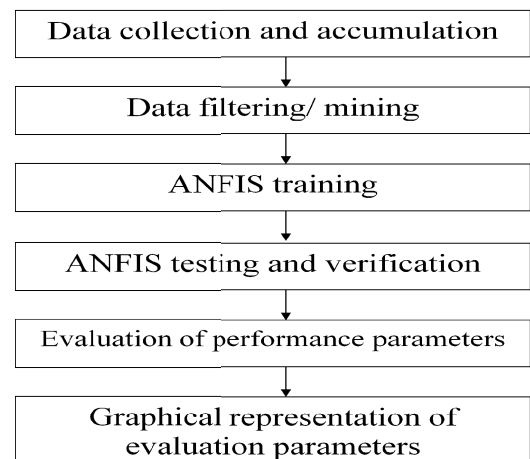 Data collection and accumulation
Data filtering/ mining
ANFIS training
ANFIS testing and verification
Evaluation of performance parameters
Graphical representation of
evaluation parameters